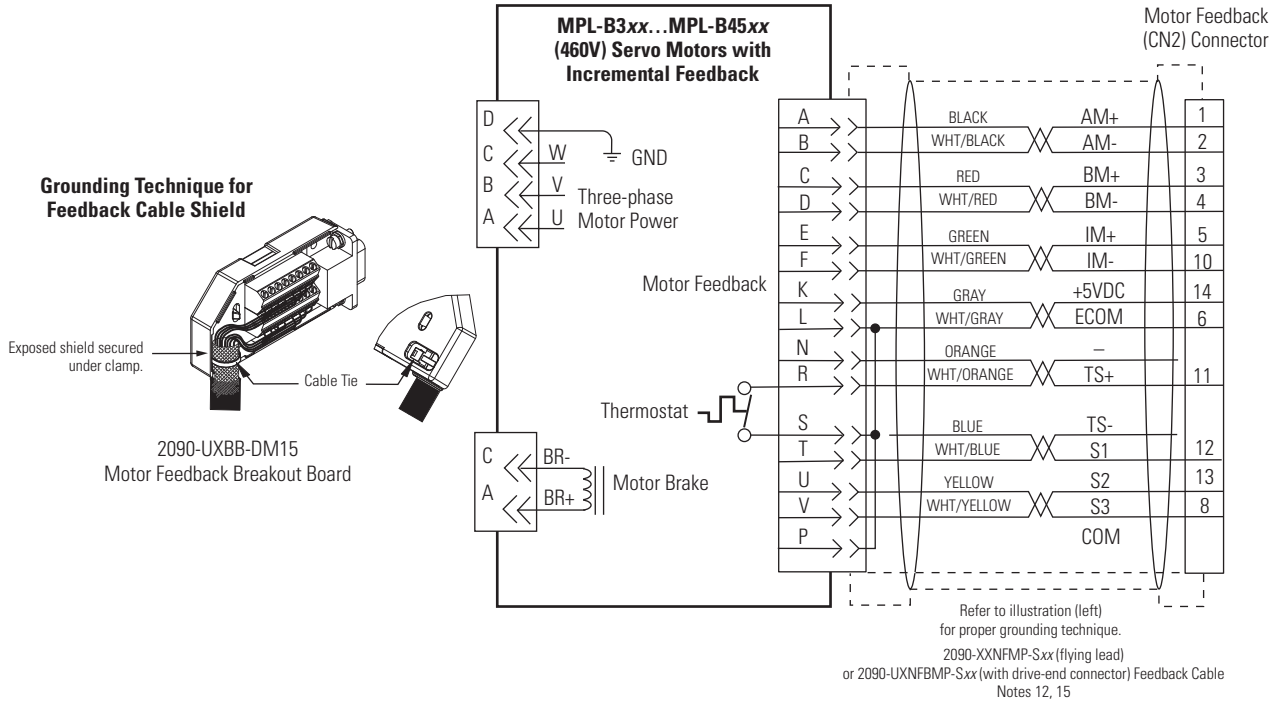 MPL-B3xx…MPL-B45xx
(460V) Servo Motors with
Incremental Feedback
Motor Feedback
(CN2) Connector
Grounding Technique for
Feedback Cable Shield
Exposed shield secured
under clamp.
Cable Tie
2090-UXBB-DM15
Motor Feedback Breakout Board
D
C
B
A
W
V
U
GND
Three-phase
Motor Power
Motor Feedback
Thermostat
C
A
BR-
BR+
Motor Brake
A BLACK AM+ 1
B WHT/BLACK AM- 2
C RED BM+ 3
D WHT/RED BM- 4
E GREEN IM+ 5
F WHT/GREEN IM- 10
K GRAY +5VDC 14
L WHT/GRAY ECOM 6
N ORANGE –
R WHT/ORANGE TS+ 11
S BLUE TS-
T WHT/BLUE S1 12
U YELLOW S2 13
V WHT/YELLOW S3 8
P COM
Refer to illustration (left)
for proper grounding technique.
2090-XXNFMP-Sxx (flying lead)
or 2090-UXNFBMP-Sxx (with drive-end connector) Feedback Cable
Notes 12, 15